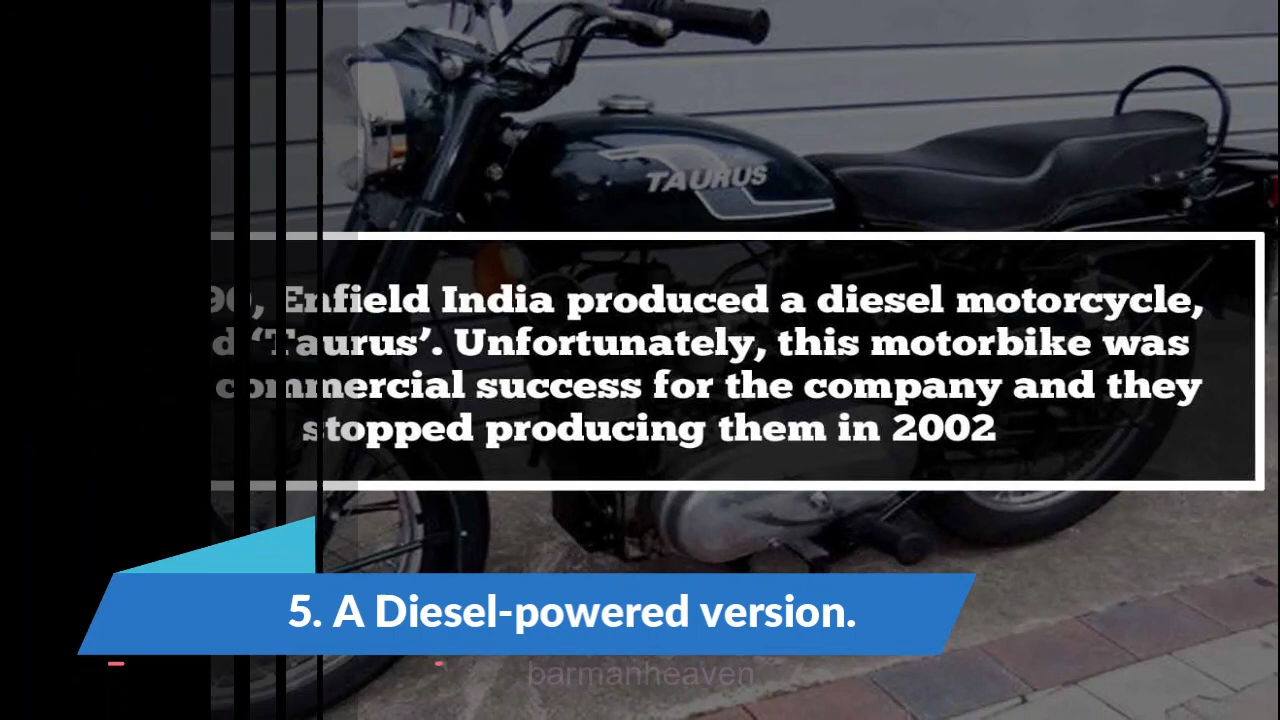 TAURUS
90, Enfield India produced a diesel motorcycle,
d ‘Taurus’. Unfortunately, this motorbike was
commercial success for the company and they
stopped producing them in 2002
5. A Diesel-powered version.
barmanheaven